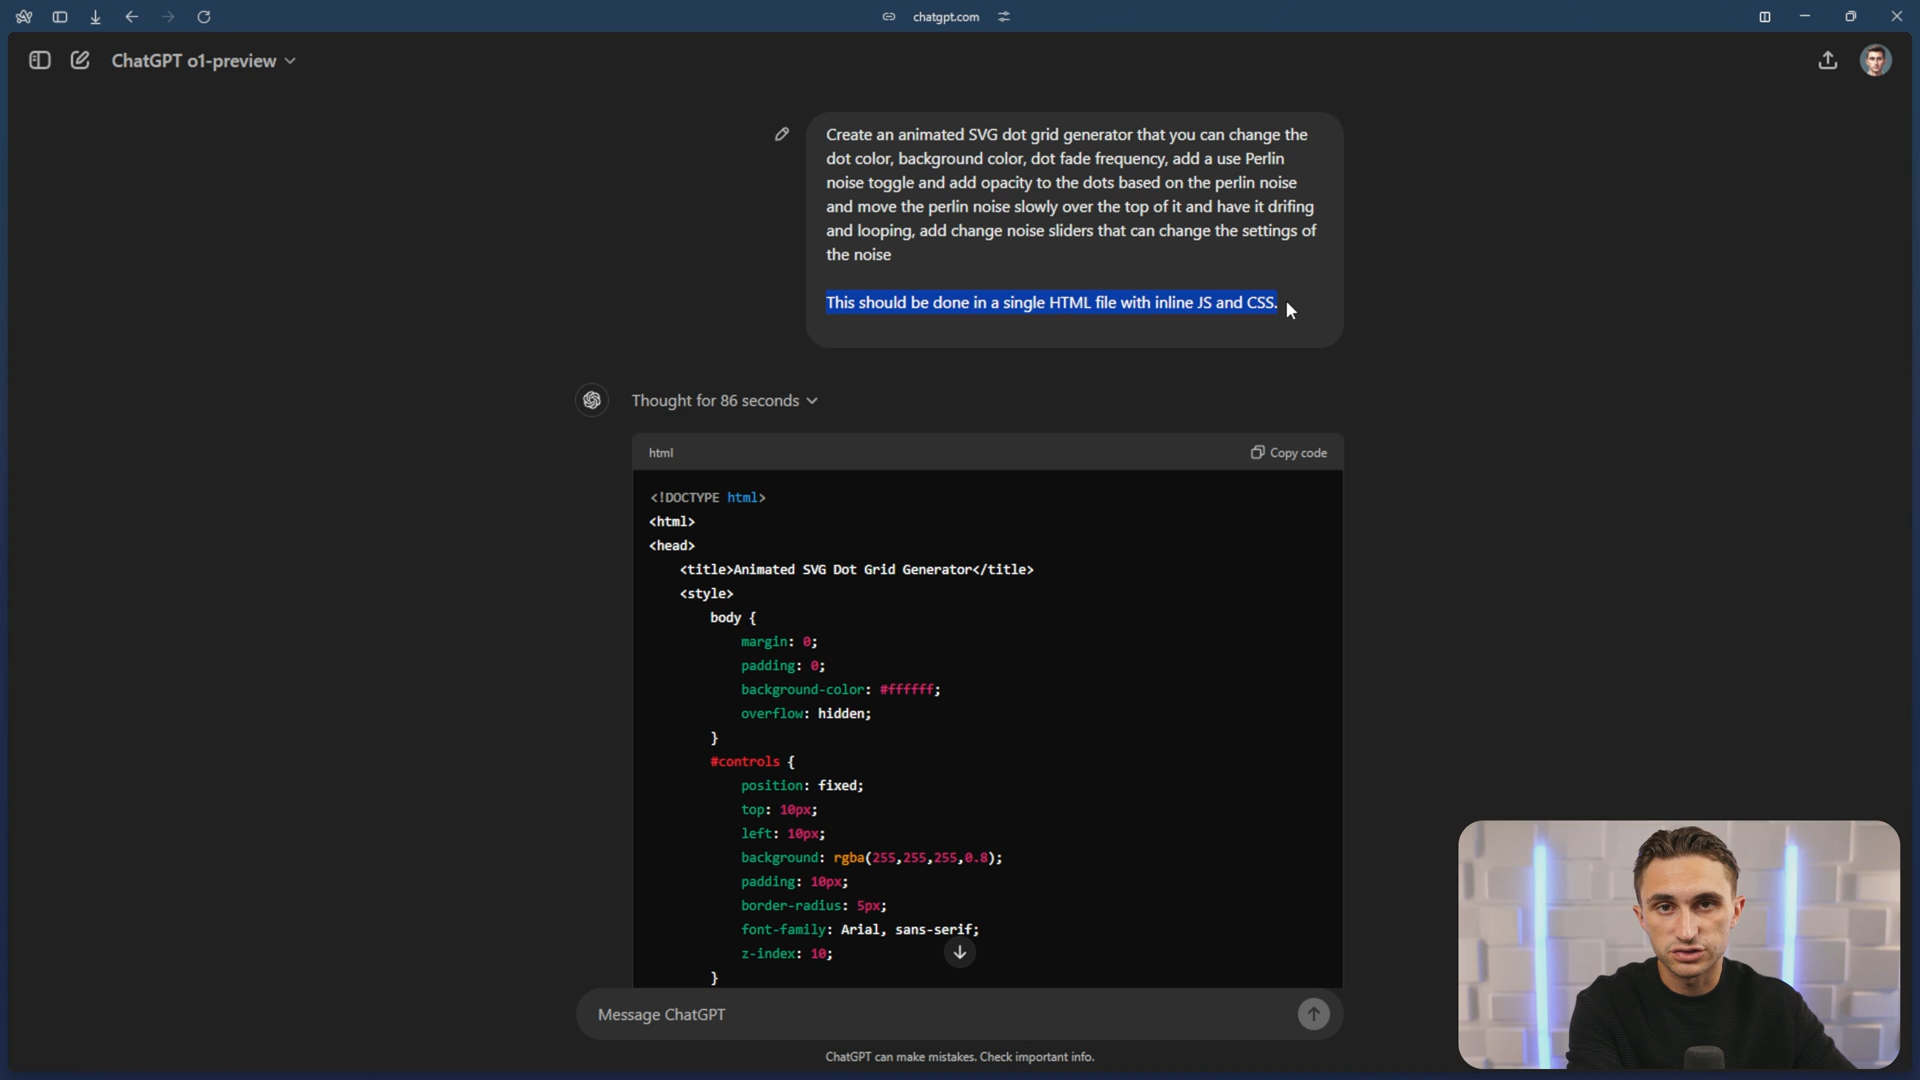 chatgpt.com
ChatGPT o1-preview
Create an animated SVG dot grid generator that you can change the
dot color, background color, dot fade frequency, add a use Perlin
noise toggle and add opacity to the dots based on the perlin noise
and move the perlin noise slowly over the top of it and have it drifing
and looping, add change noise sliders that can change the settings of
the noise
This should be done in a single HTML file with inline JS and CSS.
Thought for 86 seconds
html
Copy code
<!DOCTYPE html>
<html>
<head>
<title>Animated SVG Dot Grid Generator</title>
<style>
body {
margin: 0;
padding: 0;
background-color: #ffffff;
overflow: hidden;
}
#controls {
position: fixed;
top: 10px;
left: 10px;
background: rgba(255,255,255,0.8);
padding: 10px;
border-radius: 5px;
font-family: Arial, sans-serif;
z-index: 10;
}
Message ChatGPT
ChatGPT can make mistakes. Check important info.